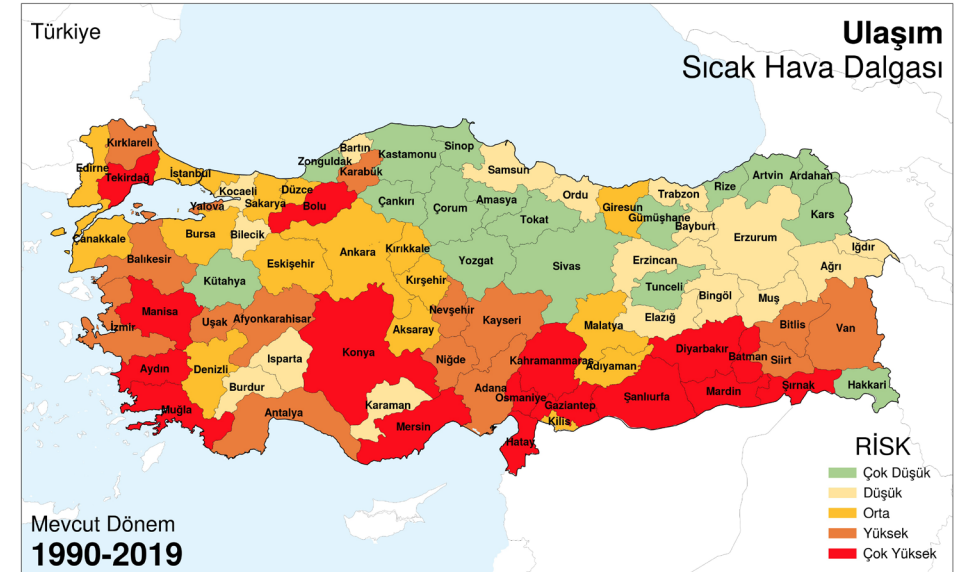 Türkiye
Ulaşım
Sıcak Hava Dalgası
Kırklareli
Edirne
Tekirdağ
İstanbul
Kocaeli
Yalova
Sakarya
Düzce
Bolu
Zonguldak
Bartın
Karabük
Kastamonu
Sinop
Samsun
Çankırı
Çorum
Amasya
Tokat
Ordu
Giresun
Trabzon
Gümüşhane
Bayburt
Rize
Artvin
Ardahan
Kars
Erzurum
Iğdır
Ağrı
Çanakkale
Balıkesir
Bursa
Bilecik
Kütahya
Eskişehir
Ankara
Kırıkkale
Kırşehir
Yozgat
Sivas
Erzincan
Tunceli
Bingöl
Muş
Elazığ
Malatya
Bitlis
Van
Manisa
İzmir
Uşak
Afyonkarahisar
Konya
Aksaray
Nevşehir
Kayseri
Niğde
Kahramanmaraş
Adıyaman
Diyarbakır
Batman
Siirt
Şırnak
Hakkari
Aydın
Denizli
Isparta
Burdur
Muğla
Antalya
Karaman
Mersin
Adana
Osmaniye
Gaziantep
Kilis
Hatay
Şanlıurfa
Mardin
RİSK
Çok Düşük
Düşük
Orta
Yüksek
Çok Yüksek
Mevcut Dönem
1990-2019